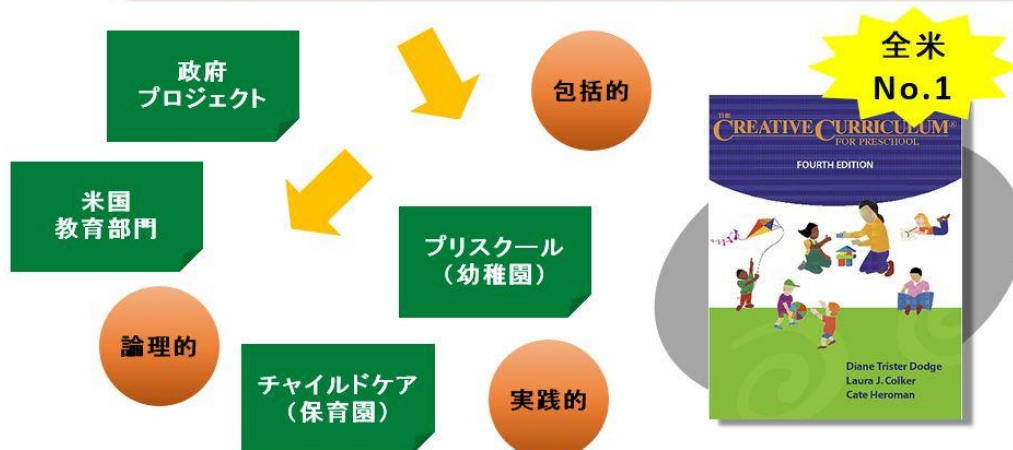 政府
プロジェクト
包括的
全米
No.1
THE
CREATIVE CURRICULUM®
FOR PRESCHOOL
FOURTH EDITION
米国
教育部門
プリスクール
（幼稚園）
論理的
チャイルドケア
（保育園）
実践的
Diane Trister Dodge
Laura J. Colker
Cate Heroman